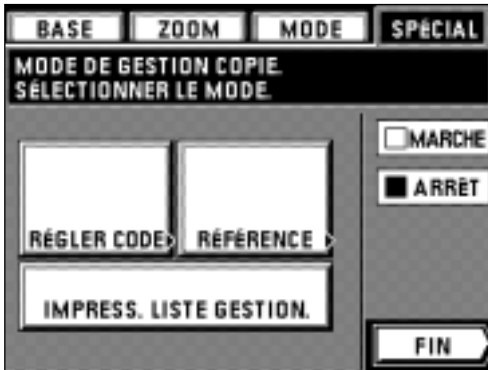 BASE ZOOM MODE SPÉCIAL
MODE DE GESTION COPIE.
SÉLECTIONNER LE MODE.
MARCHE
ARRÊT
RÉGLER CODE RÉFÉRENCE
IMPRESS. LISTE GESTION.
FIN